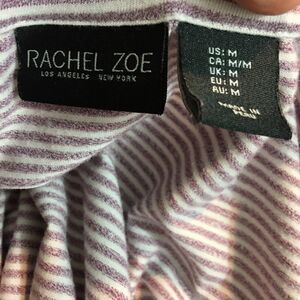 RACHEL ZOE
LOS ANGELES NEW YORK
US: M
CA: M/M
UK: M
EU: M
AU: M
MADE IN
PERU